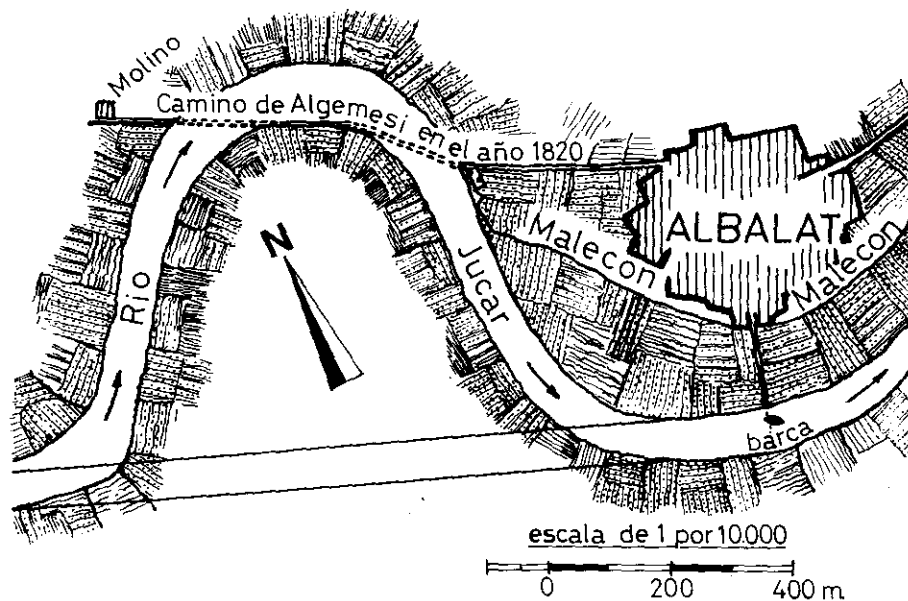 Molino
Camino de Algemesi en el año 1820
Rio
N
Jucar
Malecon
ALBALAT
Malecon
barca
escala de 1 por 10.000
0 200 400 m.